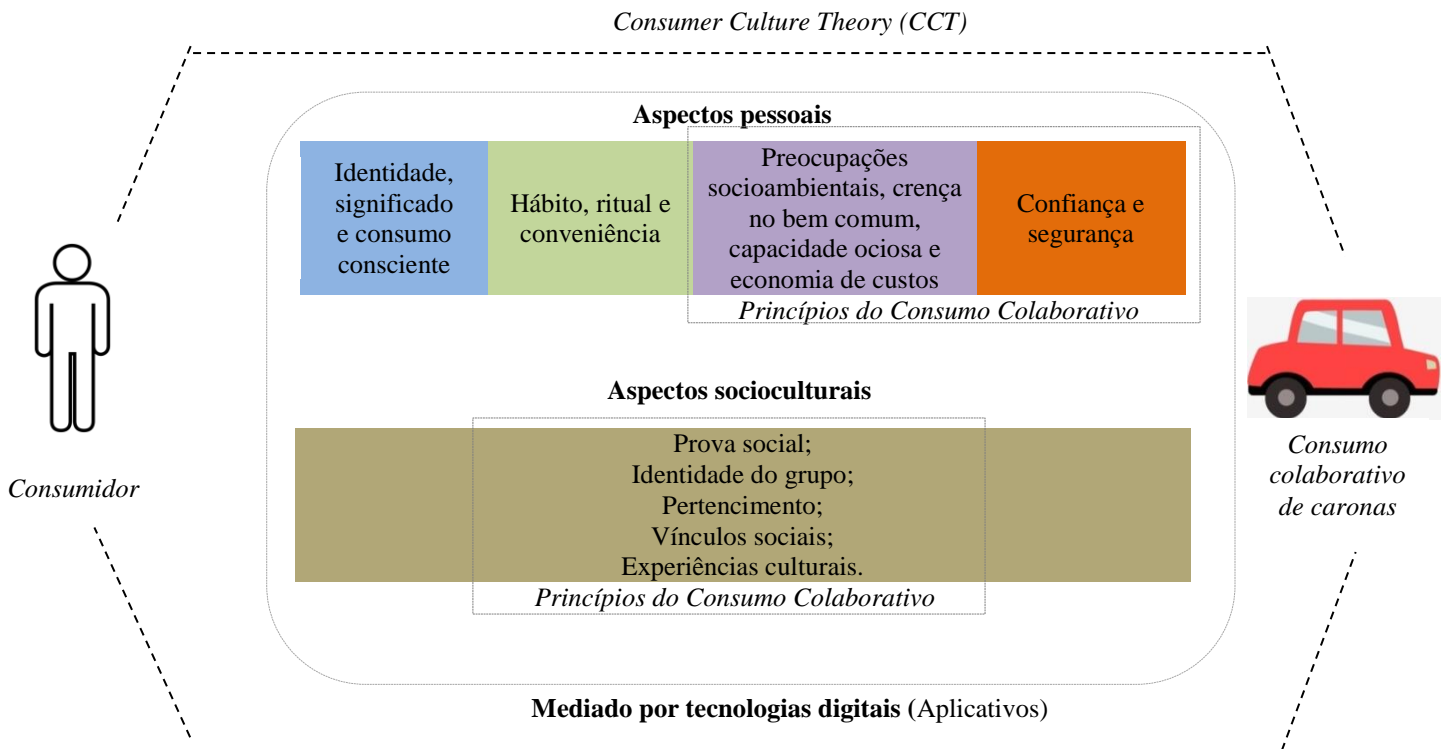 Consumer Culture Theory (CCT)
Aspectos pessoais
Identidade,
significado
e consumo
consciente
Hábito, ritual e
conveniência
Preocupações
socioambientais, crença
no bem comum,
capacidade ociosa e
economia de custos
Confiança e
segurança
Princípios do Consumo Colaborativo
Consumidor
Aspectos socioculturais
Prova social;
Identidade do grupo;
Pertencimento;
Vínculos sociais;
Experiências culturais.
Princípios do Consumo Colaborativo
Consumo
colaborativo
de caronas
Mediado por tecnologias digitais (Aplicativos)